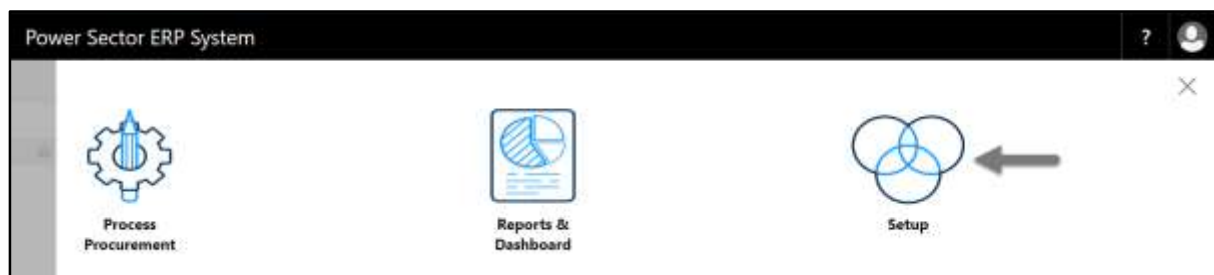 Power Sector ERP System
?
Process
Procurement
Reports &
Dashboard
Setup